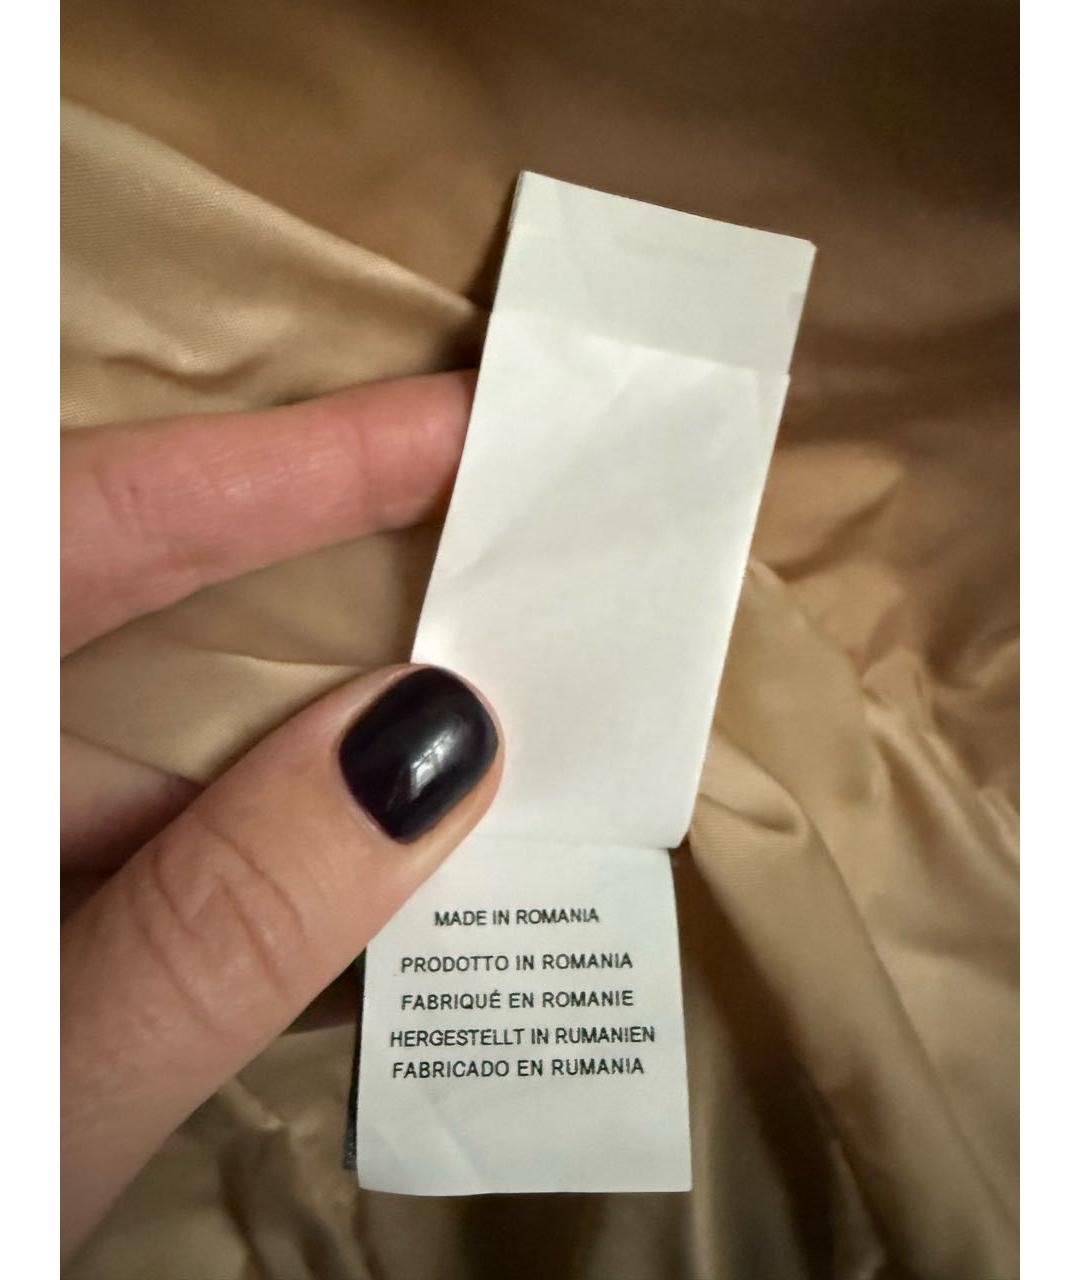 MADE IN ROMANIA
PRODOTTO IN ROMANIA
FABRIQUÉ EN ROMANIE
HERGESTELLT IN RUMANIEN
FABRICADO EN RUMANIA